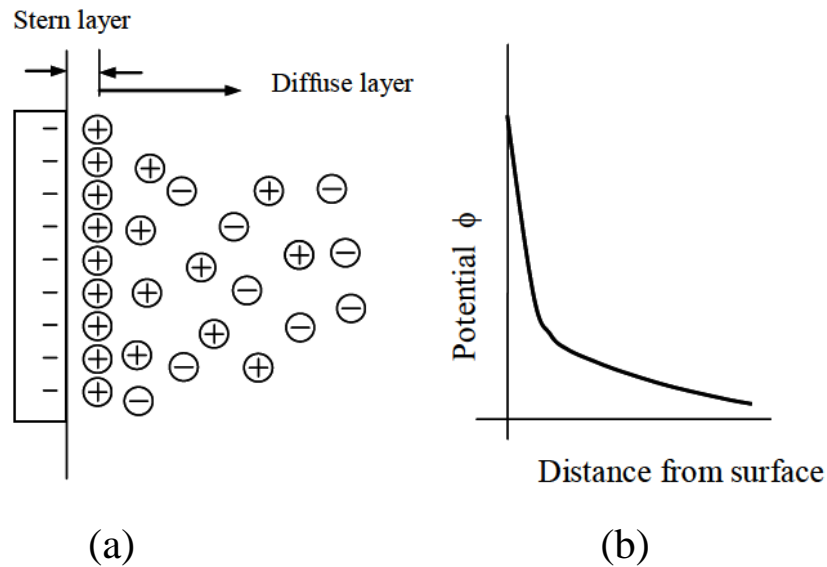 Stern layer
Diffuse layer
Potential ϕ
Distance from surface
(a)
(b)